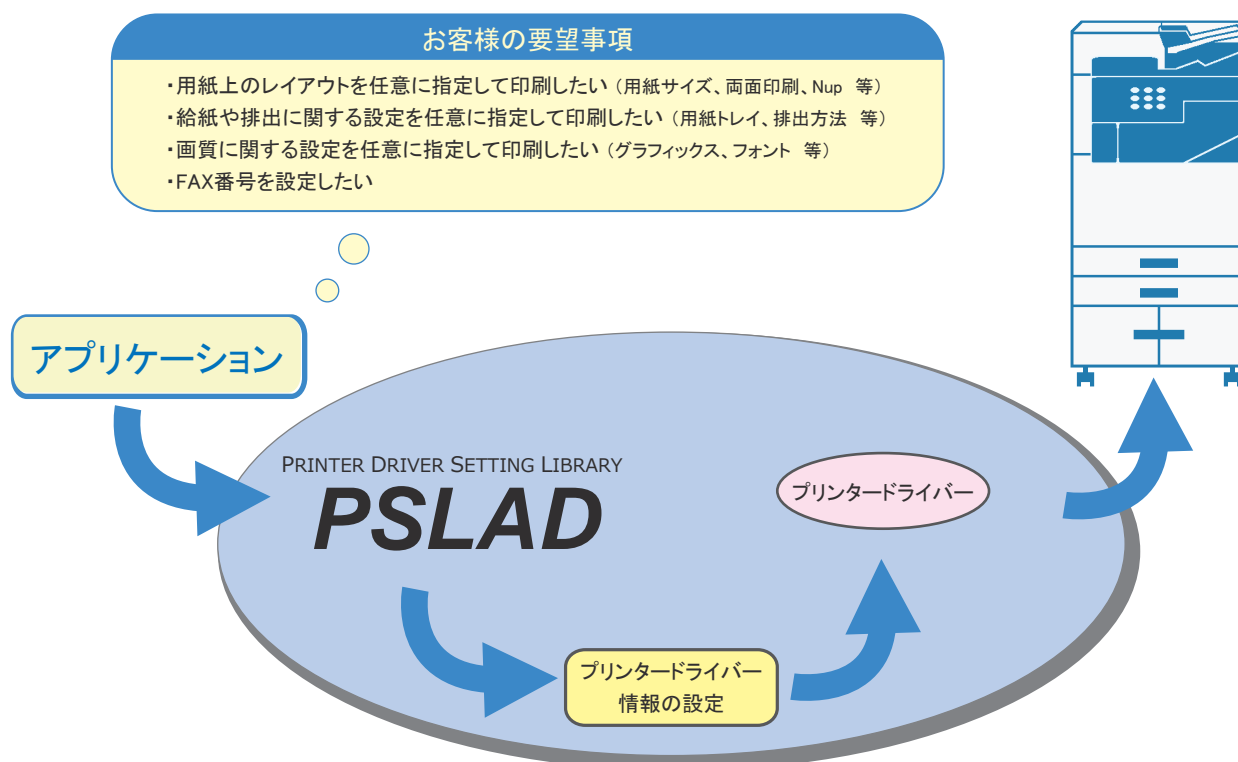 お客様の要望事項
・用紙上のレイアウトを任意に指定して印刷したい（用紙サイズ、両面印刷、Nup 等）
・給紙や排出に関する設定を任意に指定して印刷したい（用紙トレイ、排出方法 等）
・画質に関する設定を任意に指定して印刷したい（グラフィックス、フォント 等）
・FAX番号を設定したい
アプリケーション
PRINTER DRIVER SETTING LIBRARY
PSLAD
プリンタードライバー
プリンタードライバー
情報の設定